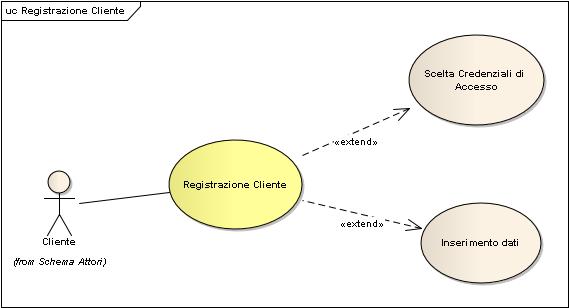 uc Registrazione Cliente
Scelta Credenziali di
Accesso
«extend»
Registrazione Cliente
«extend»
Inserimento dati
Cliente
(from Schema Attori)